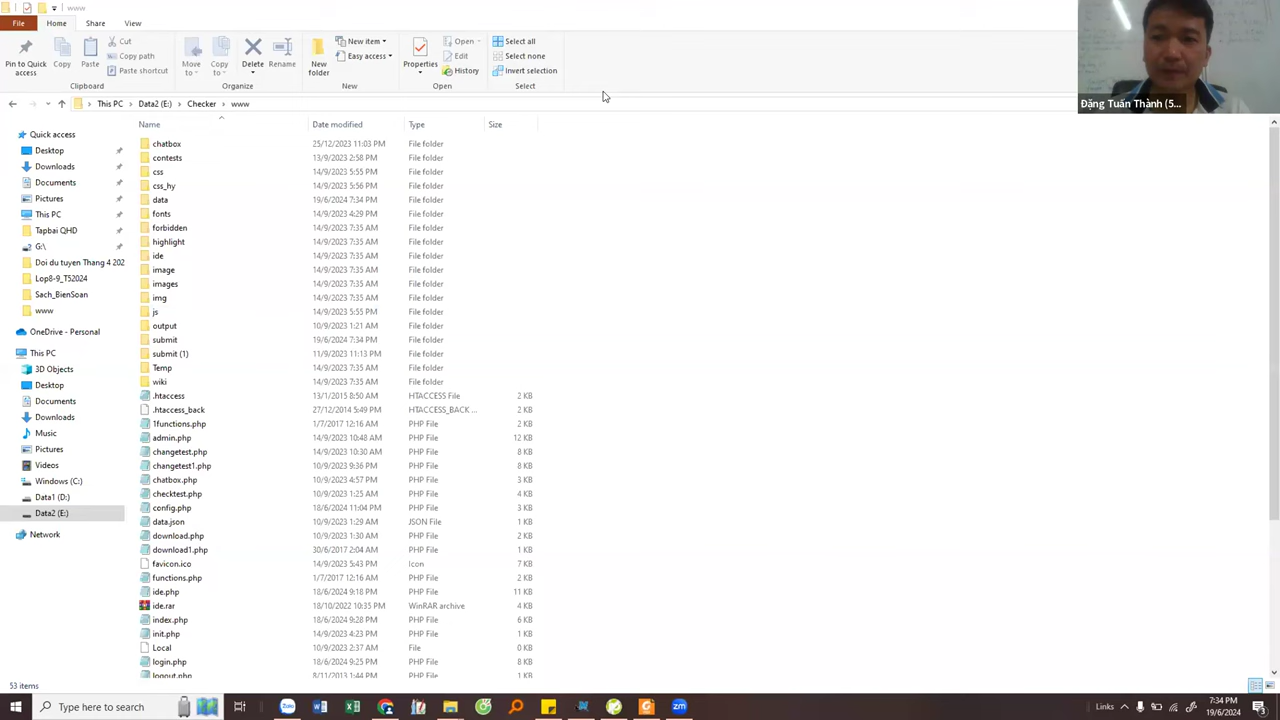 www
File Home Share View
Pin to Quick access
Copy
Paste
Cut
Copy path
Paste shortcut
Clipboard
Move to
Copy to
Delete
Rename
Organize
New folder
New item
Easy access
New
Properties
Open
Edit
History
Open
Select all
Select none
Invert selection
Select
Đặng Tuấn Thành (5...
This PC Data2 (E:) Checker www
Name Date modified Type Size
Quick access
Desktop
Downloads
Documents
Pictures
This PC
Tapbai QHD
G:\
Doi du tuyen Thang 4 202
Lop8-9_T52024
Sach_BienSoan
www
OneDrive - Personal
This PC
3D Objects
Desktop
Documents
Downloads
Music
Pictures
Videos
Windows (C:)
Data1 (D:)
Data2 (E:)
Network
chatbox 25/12/2023 11:03 PM File folder
contests 13/9/2023 2:58 PM File folder
css 14/9/2023 5:55 PM File folder
css_hy 14/9/2023 5:56 PM File folder
data 19/6/2024 7:34 PM File folder
fonts 14/9/2023 4:29 PM File folder
forbidden 14/9/2023 7:35 AM File folder
highlight 14/9/2023 7:35 AM File folder
ide 14/9/2023 7:35 AM File folder
image 14/9/2023 7:35 AM File folder
images 14/9/2023 7:35 AM File folder
img 14/9/2023 7:35 AM File folder
js 14/9/2023 5:55 PM File folder
output 10/9/2023 1:21 AM File folder
submit 19/6/2024 7:34 PM File folder
submit (1) 11/9/2023 11:13 PM File folder
Temp 14/9/2023 7:35 AM File folder
wiki 14/9/2023 7:35 AM File folder
.htaccess 13/1/2015 8:50 AM HTACCESS File 2 KB
.htaccess_back 27/12/2014 5:49 PM HTACCESS_BACK ... 2 KB
1functions.php 1/7/2017 12:16 AM PHP File 2 KB
admin.php 14/9/2023 10:48 AM PHP File 12 KB
changetest.php 14/9/2023 10:30 AM PHP File 8 KB
changetest1.php 10/9/2023 9:36 PM PHP File 8 KB
chatbox.php 10/9/2023 4:57 PM PHP File 3 KB
checktest.php 10/9/2023 1:25 AM PHP File 4 KB
config.php 18/6/2024 11:04 PM PHP File 3 KB
data.json 10/9/2023 1:29 AM JSON File 1 KB
download.php 10/9/2023 1:30 AM PHP File 2 KB
download1.php 30/6/2017 2:04 AM PHP File 1 KB
favicon.ico 14/9/2023 5:43 PM Icon 7 KB
functions.php 1/7/2017 12:16 AM PHP File 2 KB
ide.php 18/6/2024 9:18 PM PHP File 11 KB
ide.rar 18/10/2022 10:35 PM WinRAR archive 4 KB
index.php 18/6/2024 9:28 PM PHP File 6 KB
init.php 14/9/2023 4:23 PM PHP File 1 KB
Local 10/9/2023 2:37 AM File 0 KB
login.php 18/6/2024 9:25 PM PHP File 8 KB
logout.php 8/11/2013 1:44 PM PHP File 1 KB
53 items
Type here to search
Zalo
zm
Links
7:34 PM
19/6/2024
3